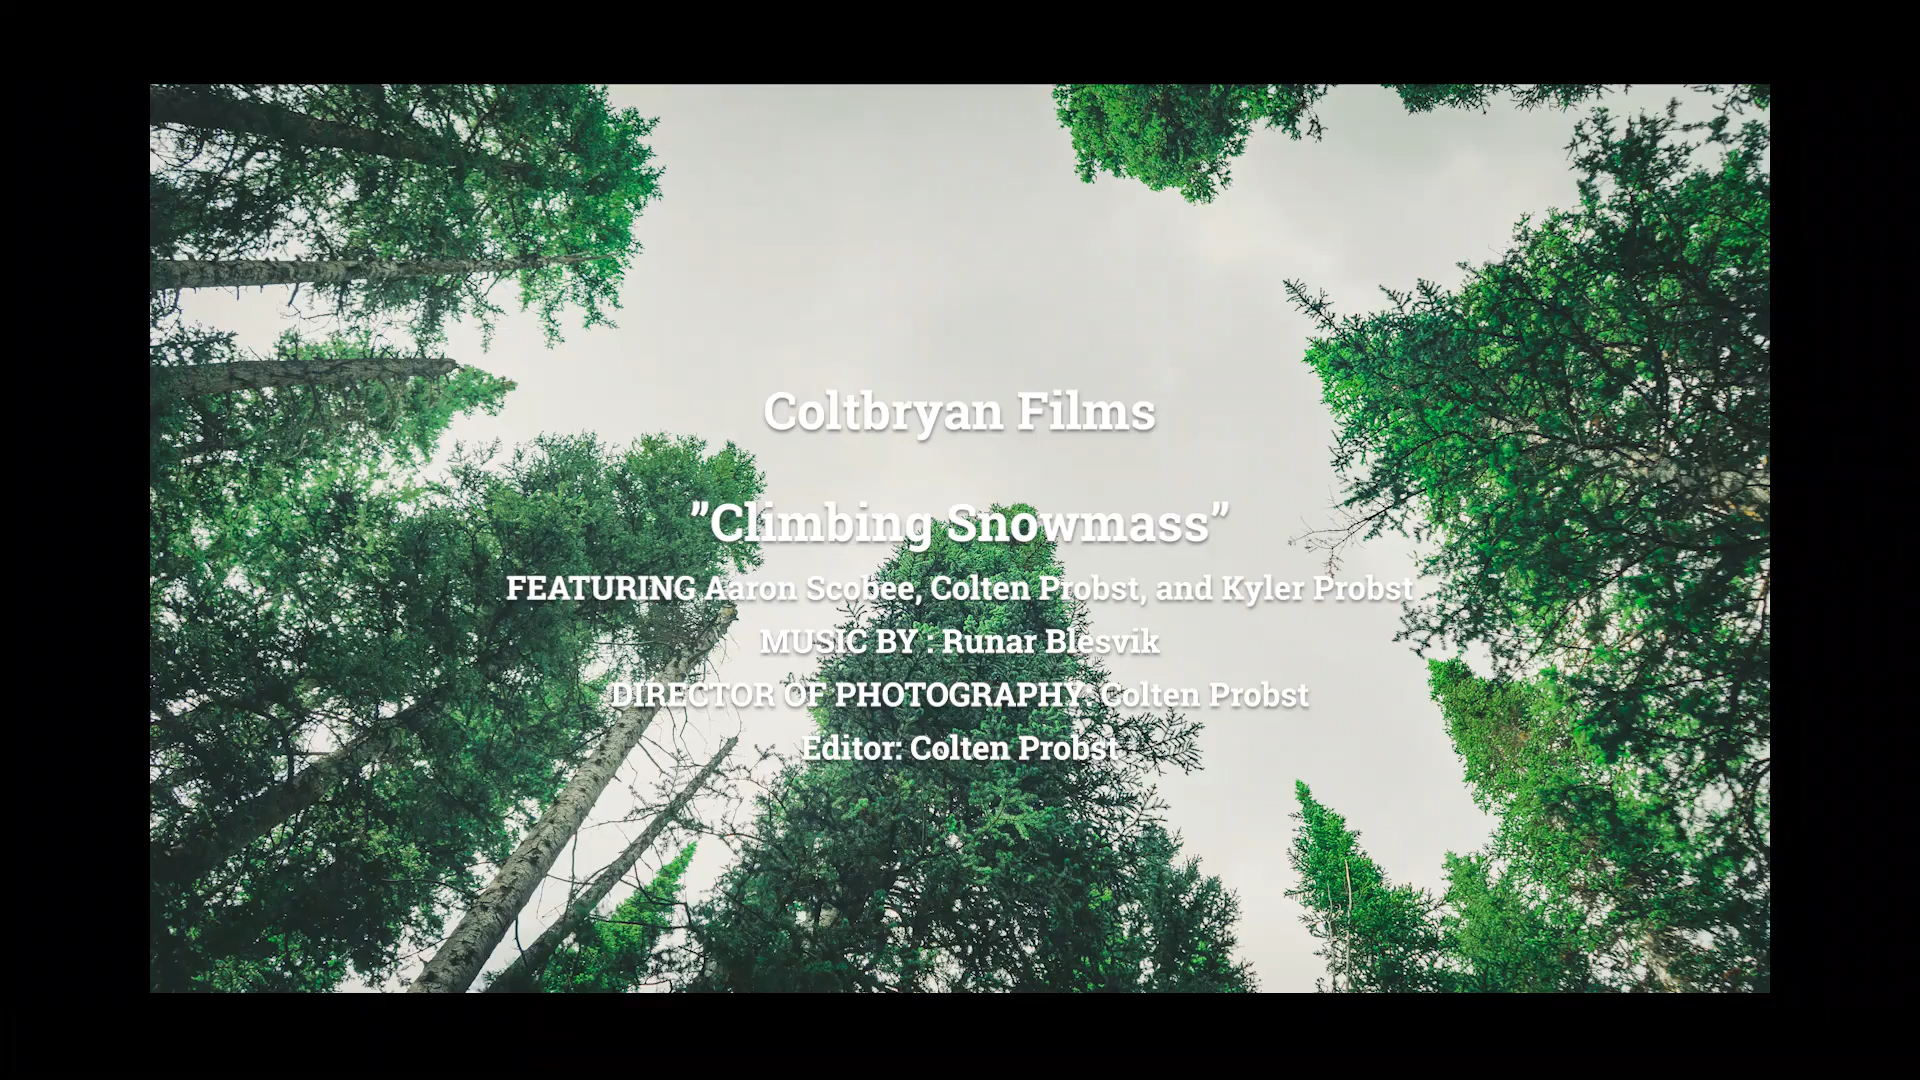 Coltbryan Films
”Climbing Snowmass”
FEATURING Aaron Scobee, Colten Probst, and Kyler Probst
MUSIC BY : Runar Blesvik
DIRECTOR OF PHOTOGRAPHY: Colten Probst
Editor: Colten Probst